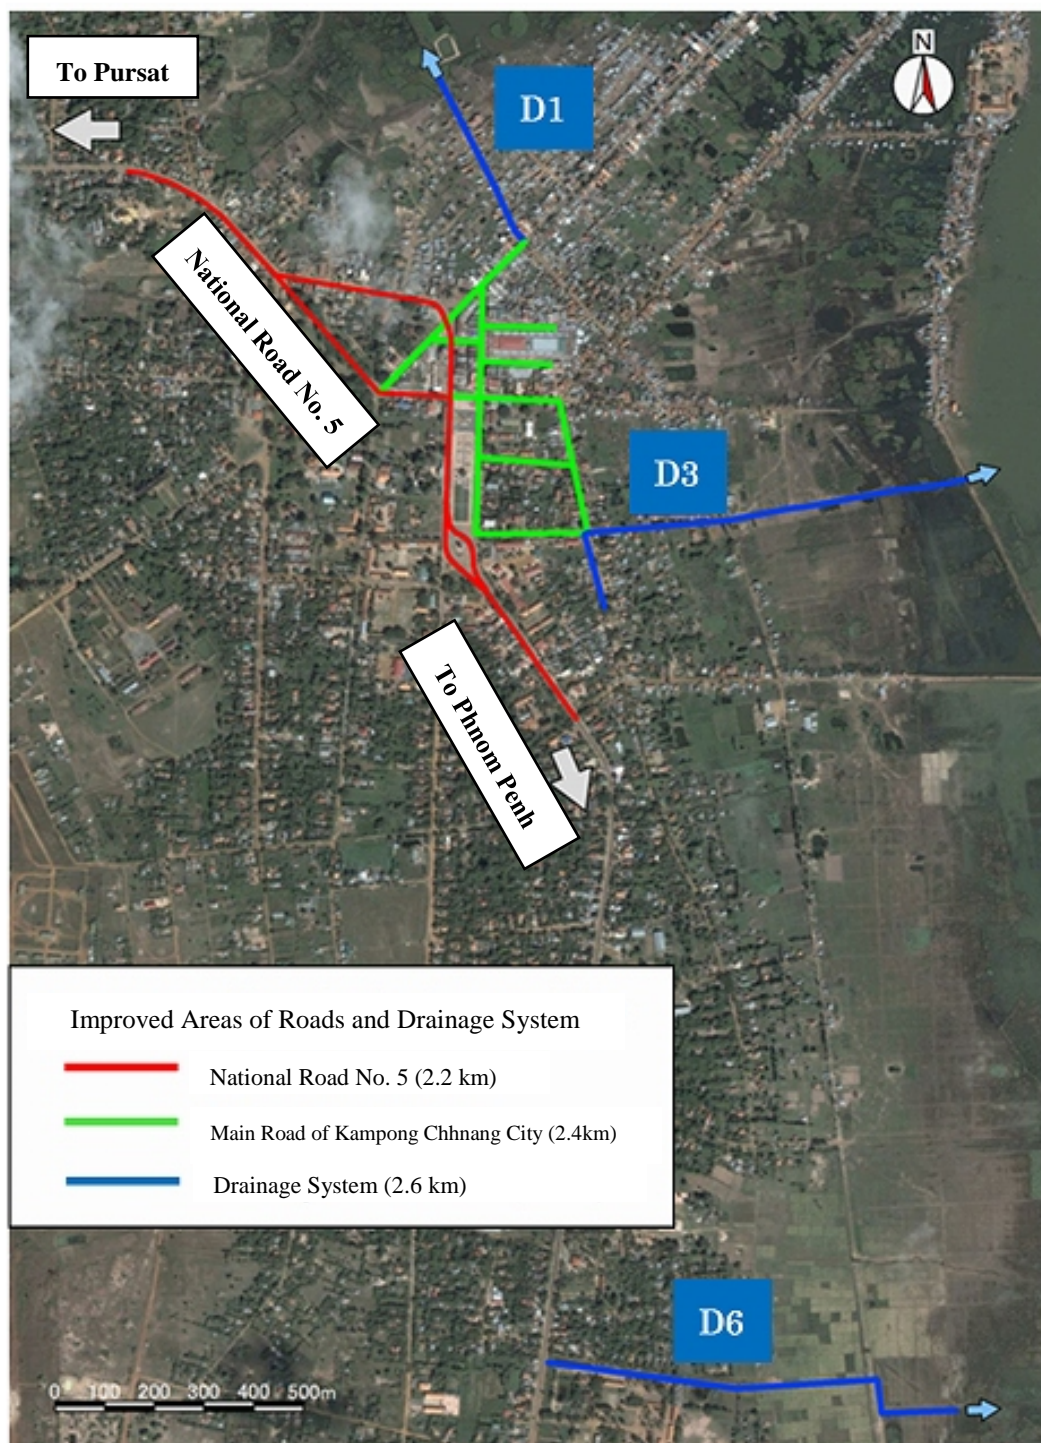 To Pursat
N
D1
National Road No. 5
D3
To Phnom Penh
Improved Areas of Roads and Drainage System
National Road No. 5 (2.2 km)
Main Road of Kampong Chhnang City (2.4km)
Drainage System (2.6 km)
D6
0 100 200 300 400 500m